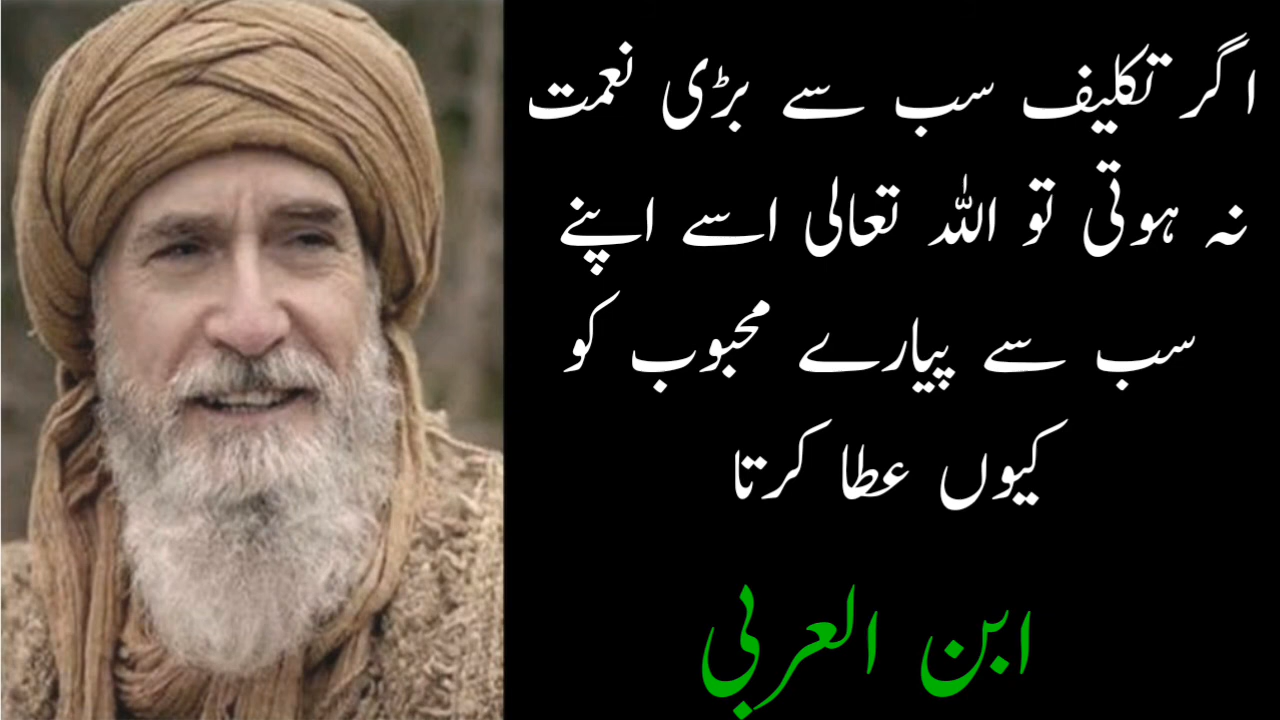 اگر تکلیف سب سے بڑی نعمت
نہ ہوتی تو اللہ تعالی اسے اپنے
سب سے پیارے محبوب کو
کیوں عطا کرتا
ابن العربی